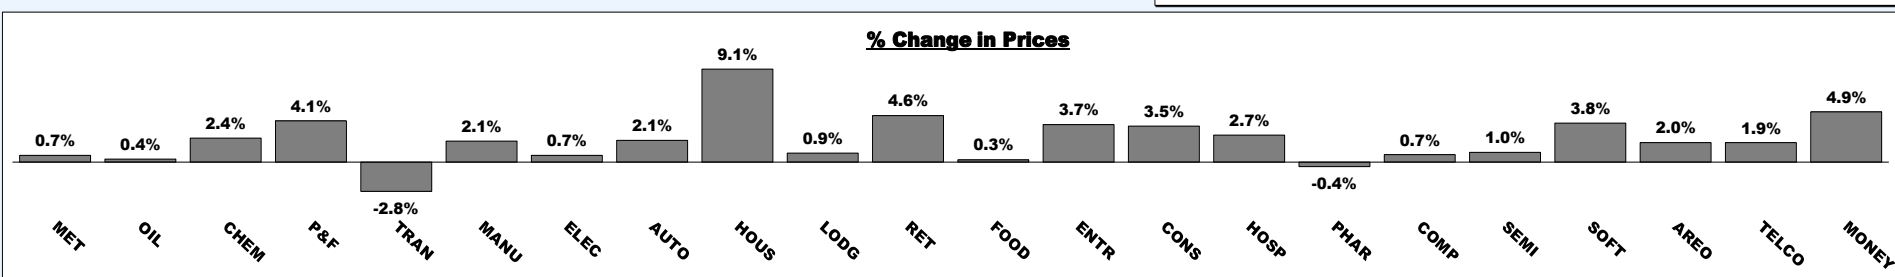 % Change in Prices
0.7% 0.4% 2.4% 4.1% -2.8% 2.1% 0.7% 2.1% 9.1% 0.9% 4.6% 0.3% 3.7% 3.5% 2.7% -0.4% 0.7% 1.0% 3.8% 2.0% 1.9% 4.9%
MET OIL CHEM P&F TRAN MANU ELEC AUTO HOUS LODG RET FOOD ENTR CONS HOSP PHAR COMP SEMI SOFT AREO TELCO MONEY